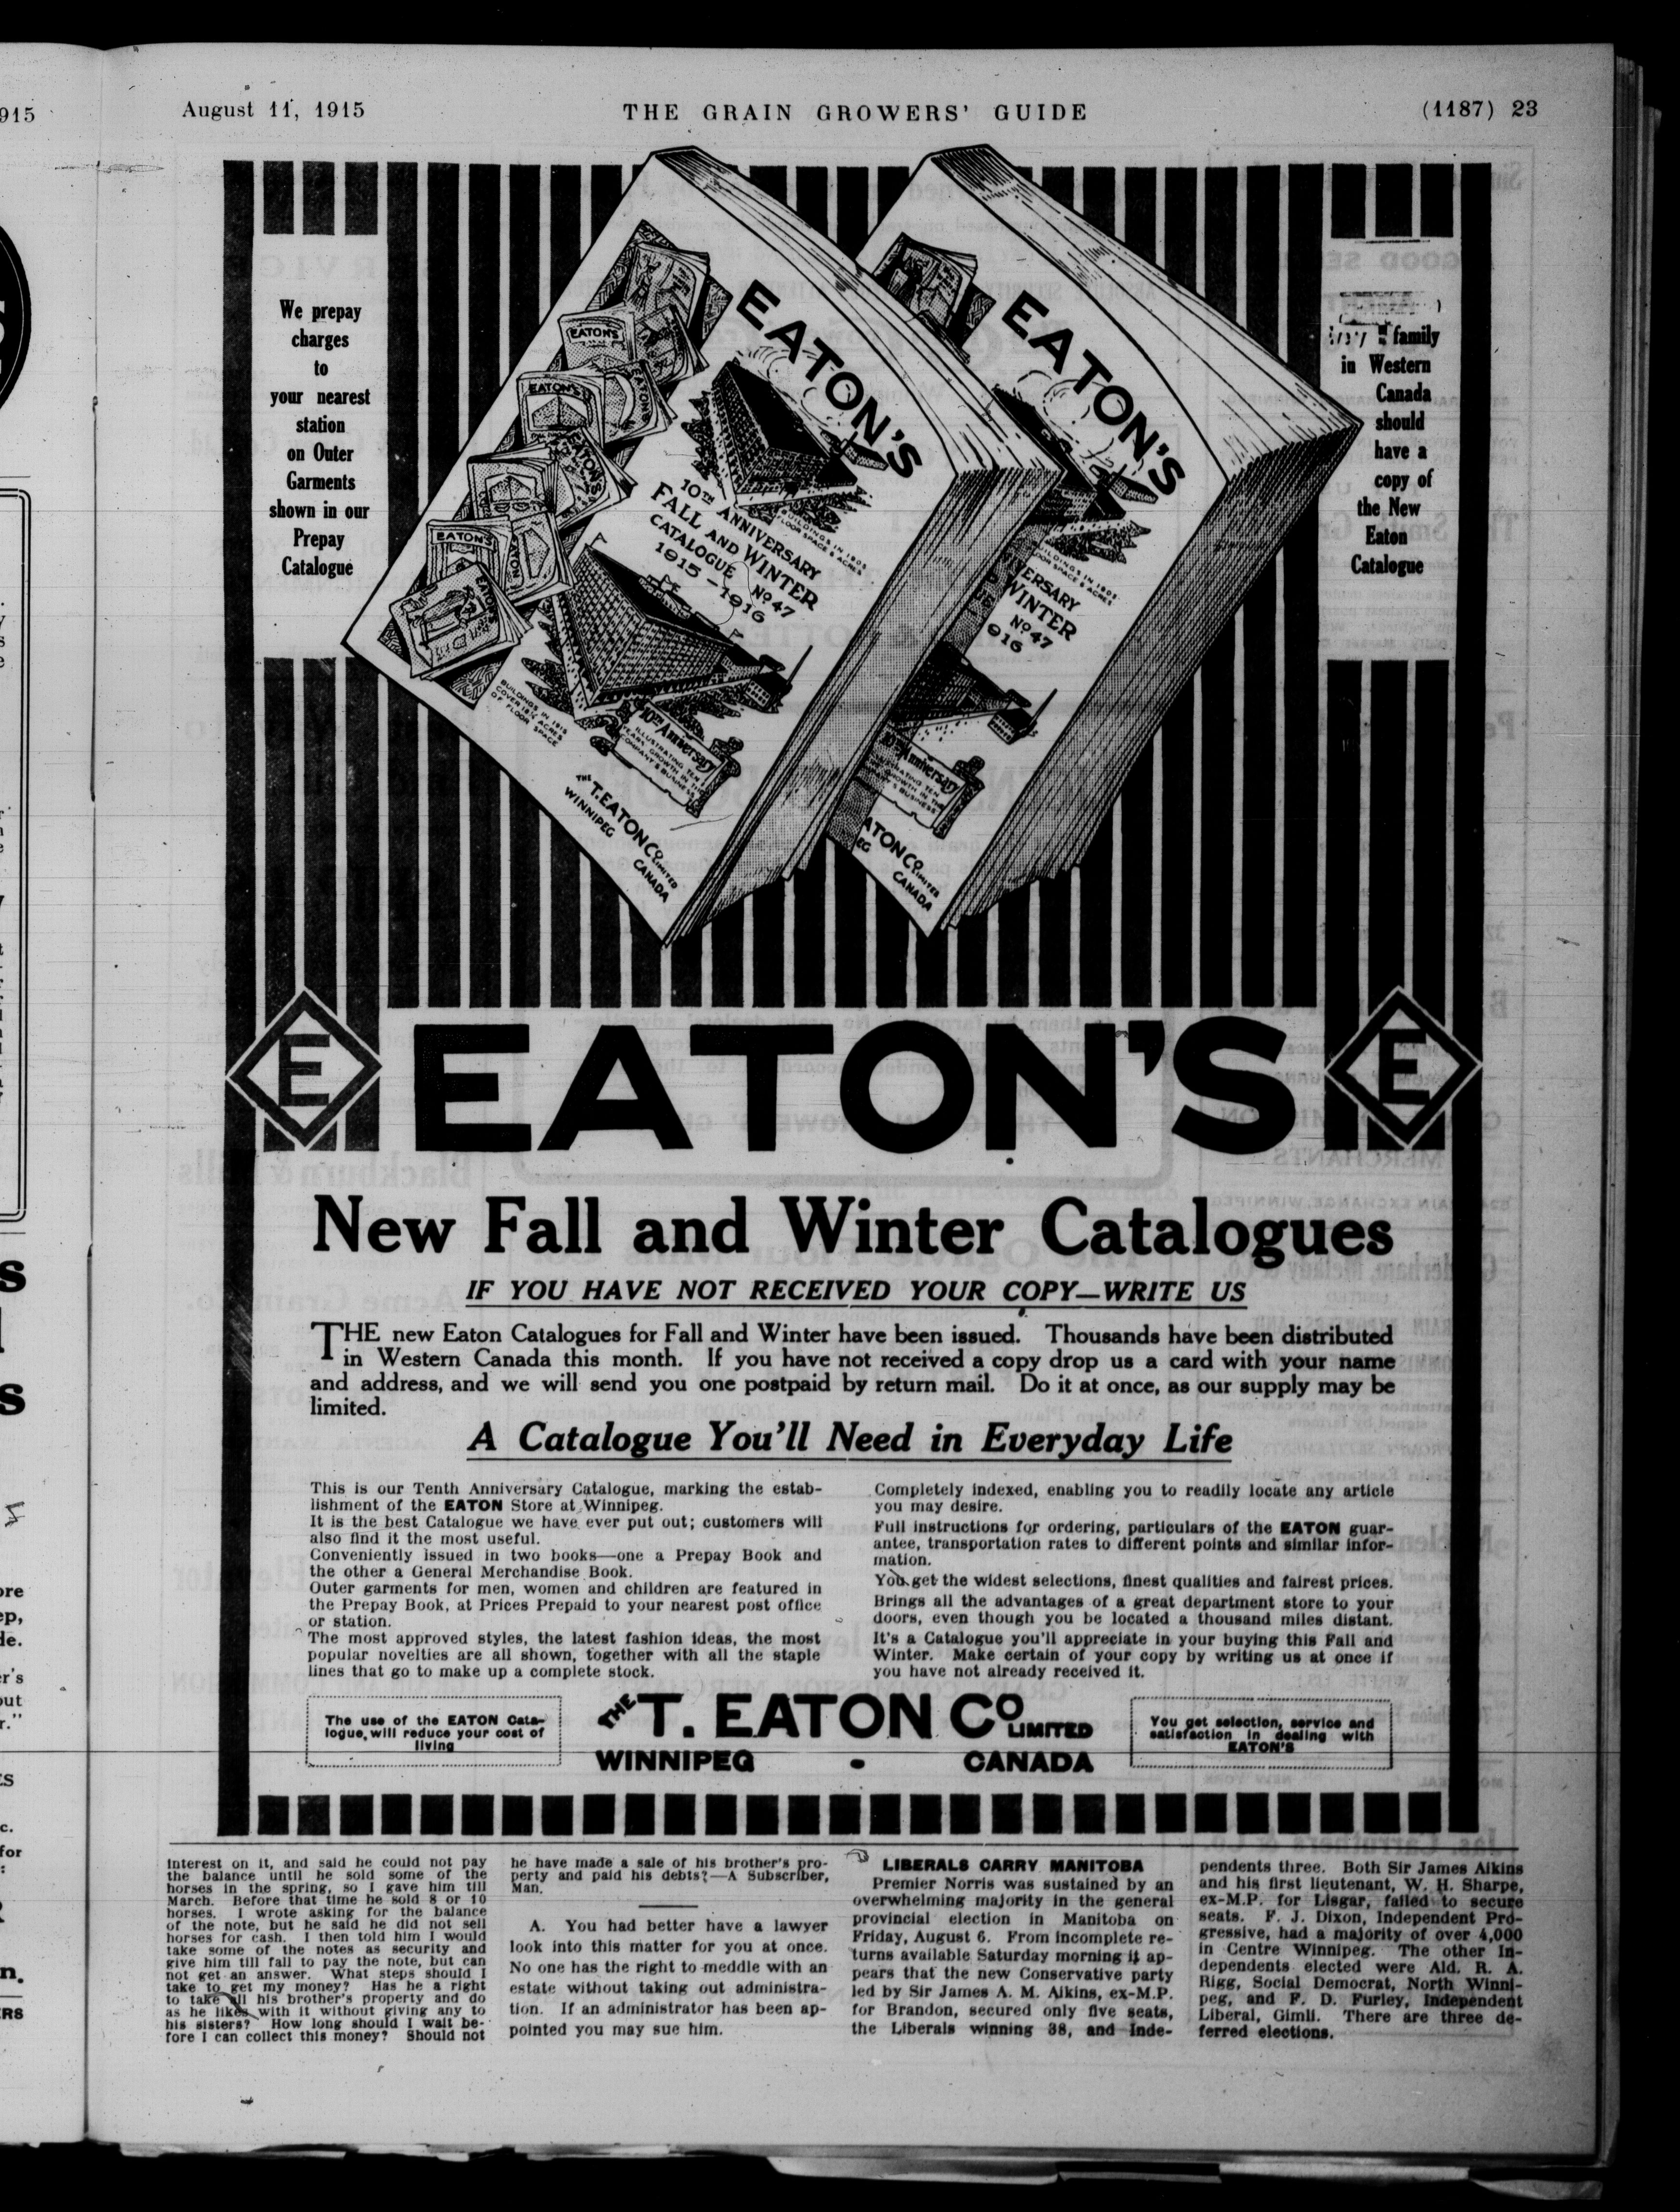 August 11, 1915
THE GRAIN GROWERS' GUIDE
(1187) 23
We prepay
charges
to
your nearest
station
on Outer
Garments
shown in our
Prepay
Catalogue
EATON'S
10TH ANNIVERSARY
FALL AND WINTER
CATALOGUE No 47
1915 - 1916
BUILDINGS IN 1905
FLOOR SPACE 5 ACRES
BUILDINGS IN 1915
OF FLOOR SPACE
10TH Anniversary
ILLUSTRATING TEN
YEARS GROWTH IN THE
COMPANY'S BUSINESS
THE
T. EATON CO LIMITED
WINNIPEG CANADA
EATON'S
VERSARY
WINTER
No 47
916
ATON CO LIMITED
EG CANADA
family
in Western
Canada
should
have a
copy of
the New
Eaton
Catalogue
E EATON'S E
New Fall and Winter Catalogues
IF YOU HAVE NOT RECEIVED YOUR COPY—WRITE US
THE new Eaton Catalogues for Fall and Winter have been issued. Thousands have been distributed
in Western Canada this month. If you have not received a copy drop us a card with your name
and address, and we will send you one postpaid by return mail. Do it at once, as our supply may be
limited.
A Catalogue You'll Need in Everyday Life
This is our Tenth Anniversary Catalogue, marking the estab-
lishment of the EATON Store at Winnipeg.
It is the best Catalogue we have ever put out; customers will
also find it the most useful.
Conveniently issued in two books—one a Prepay Book and
the other a General Merchandise Book.
Outer garments for men, women and children are featured in
the Prepay Book, at Prices Prepaid to your nearest post office
or station.
The most approved styles, the latest fashion ideas, the most
popular novelties are all shown, together with all the staple
lines that go to make up a complete stock.
Completely indexed, enabling you to readily locate any article
you may desire.
Full instructions for ordering, particulars of the EATON guar-
antee, transportation rates to different points and similar infor-
mation.
You get the widest selections, finest qualities and fairest prices.
Brings all the advantages of a great department store to your
doors, even though you be located a thousand miles distant.
It's a Catalogue you'll appreciate in your buying this Fall and
Winter. Make certain of your copy by writing us at once if
you have not already received it.
The use of the EATON Cata-
logue will reduce your cost of
living
THE T. EATON CO LIMITED
WINNIPEG - CANADA
You get selection, service and
satisfaction in dealing with
EATON'S
interest on it, and said he could not pay
the balance until he sold some of the
horses in the spring, so I gave him till
March. Before that time he sold 8 or 10
horses. I wrote asking for the balance
of the note, but he said he did not sell
horses for cash. I then told him I would
take some of the notes as security and
give him till fall to pay the note, but can
not get an answer. What steps should I
take to get my money? Has he a right
to take all his brother's property and do
as he likes with it without giving any to
his sisters? How long should I wait be-
fore I can collect this money? Should not
he have made a sale of his brother's pro-
perty and paid his debts?—A Subscriber,
Man.
A. You had better have a lawyer
look into this matter for you at once.
No one has the right to meddle with an
estate without taking out administra-
tion. If an administrator has been ap-
pointed you may sue him.
LIBERALS CARRY MANITOBA
Premier Norris was sustained by an
overwhelming majority in the general
provincial election in Manitoba on
Friday, August 6. From incomplete re-
turns available Saturday morning it ap-
pears that the new Conservative party
led by Sir James A. M. Aikins, ex-M.P.
for Brandon, secured only five seats,
the Liberals winning 38, and Inde-
pendents three. Both Sir James Aikins
and his first lieutenant, W. H. Sharpe,
ex-M.P. for Lisgar, failed to secure
seats. F. J. Dixon, Independent Pro-
gressive, had a majority of over 4,000
in Centre Winnipeg. The other In-
dependents elected were Ald. R. A.
Rigg, Social Democrat, North Winni-
peg, and F. D. Furley, Independent
Liberal, Gimli. There are three de-
ferred elections.